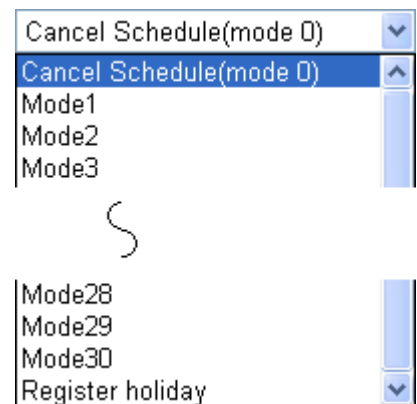 Cancel Schedule(mode 0)
Cancel Schedule(mode 0)
Mode1
Mode2
Mode3
Mode28
Mode29
Mode30
Register holiday